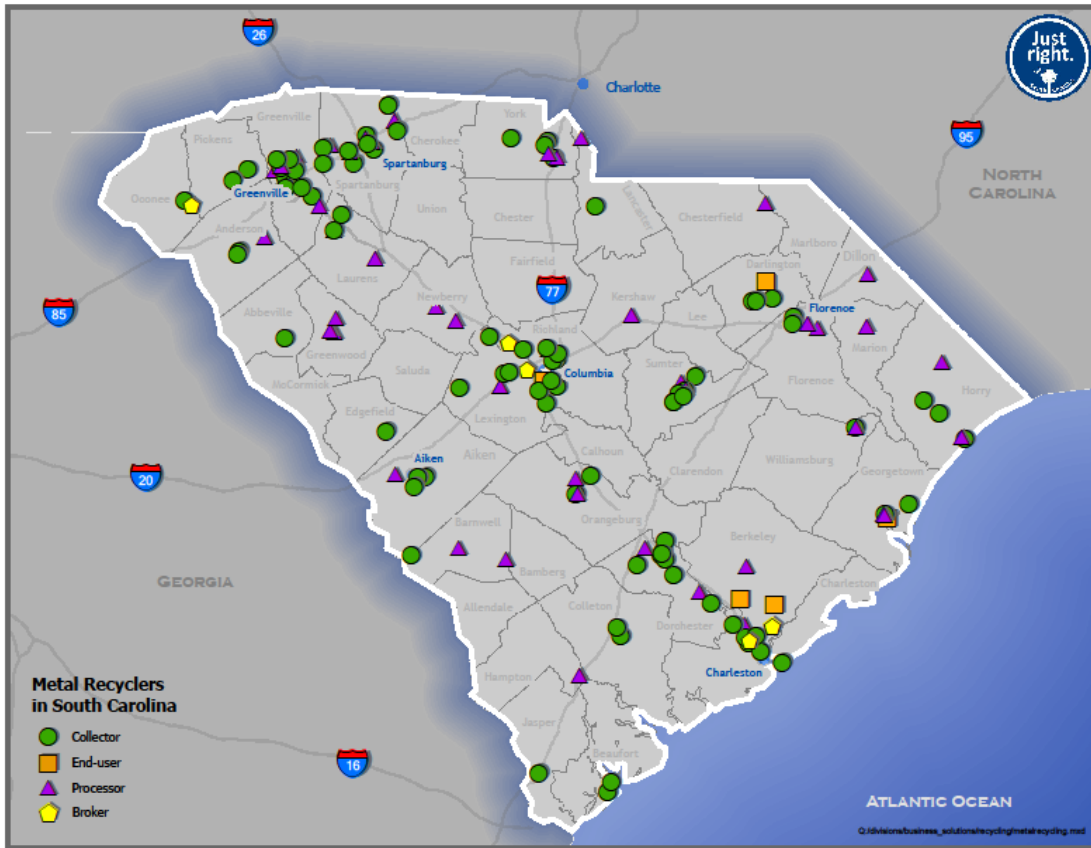 26
Just
right.
Charlotte
95
NORTH
CAROLINA
York
Greenville
Cherokee
Pickens
Spartanburg
Oconee
Greenville
Spartanburg
Union
Chester
Lancaster
Chesterfield
Marlboro
Anderson
Dillon
Darlington
Fairfield
Laurens
77
Kershaw
85
Newberry
Lee
Florence
Abbeville
Richland
Marion
Greenwood
Saluda
Columbia
Sumter
McCormick
Florence
Horry
Edgefield
Lexington
Aiken
Aiken
Calhoun
Clarendon
Williamsburg
Georgetown
20
Orangeburg
Barnwell
Berkeley
Bamberg
GEORGIA
Charleston
Allendale
Colleton
Dorchester
Hampton
Charleston
Metal Recyclers
in South Carolina
Jasper
Collector
Beaufort
End-user
16
Processor
Broker
ATLANTIC OCEAN
Q:/divisions/business_solutions/recycling/metalrecycling.mxd